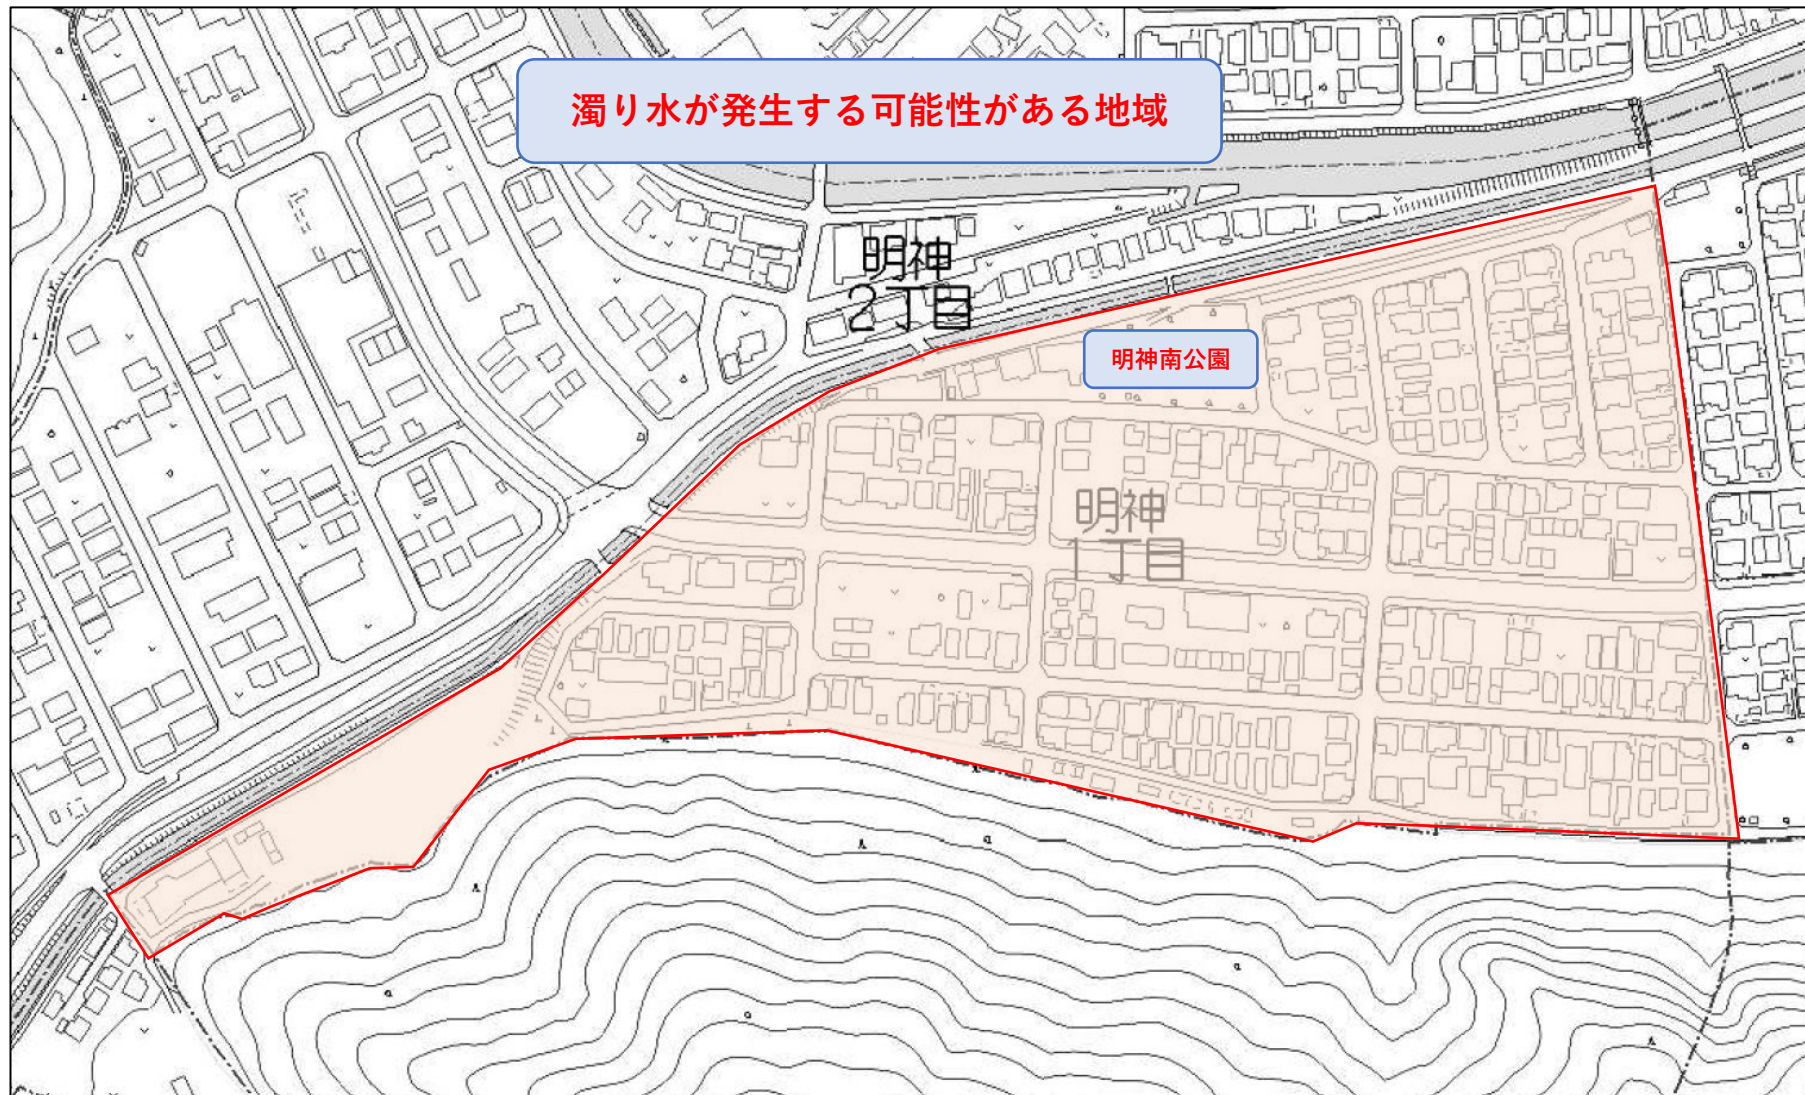 濁り水が発生する可能性がある地域
明神
2丁目
明神南公園
明神
1丁目